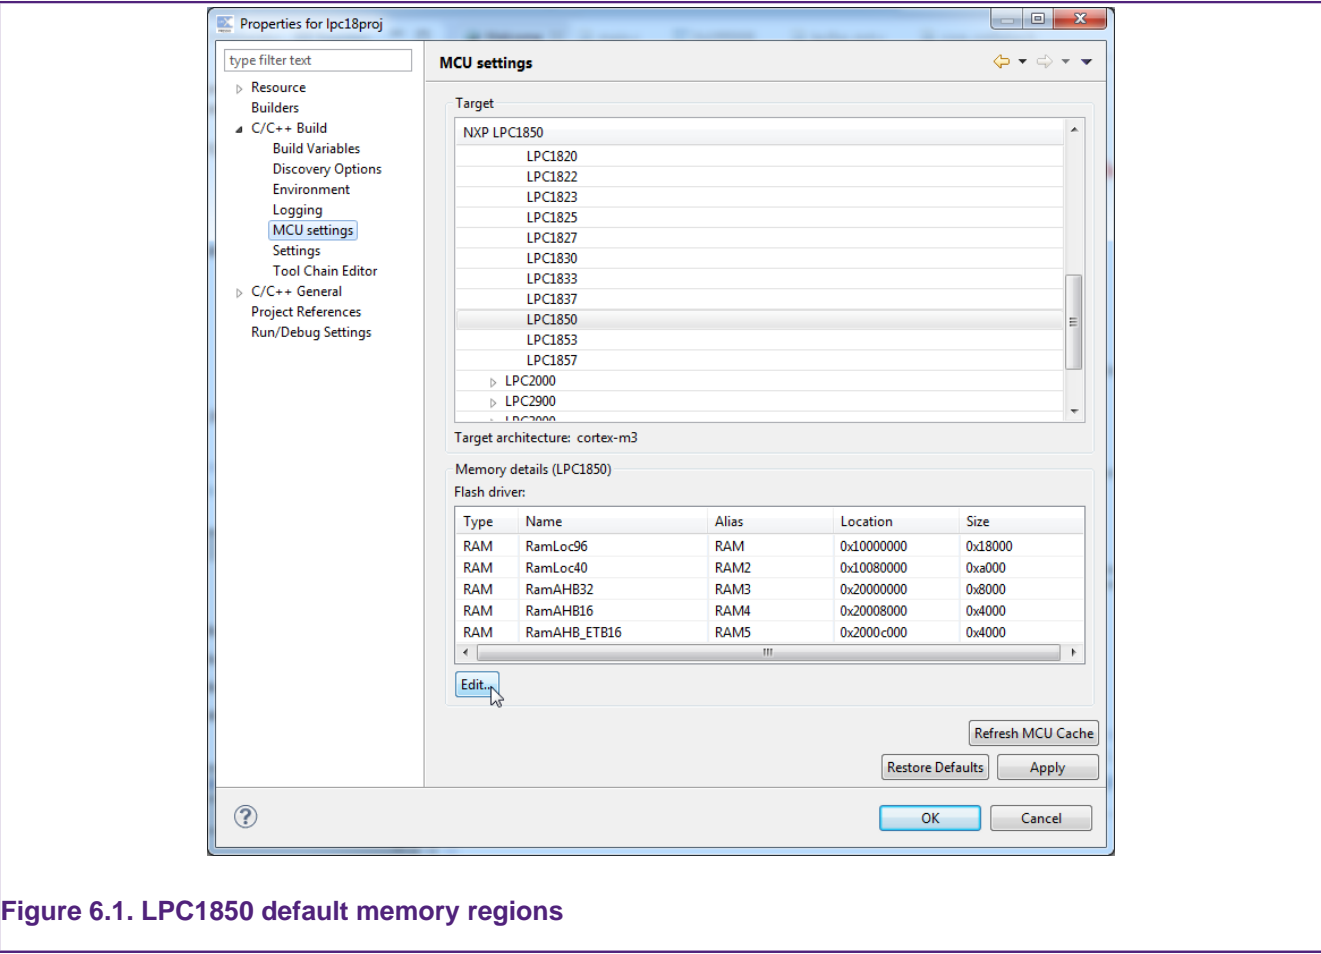 Properties for lpc18proj
type filter text
Resource
Builders
C/C++ Build
Build Variables
Discovery Options
Environment
Logging
MCU settings
Settings
Tool Chain Editor
C/C++ General
Project References
Run/Debug Settings
MCU settings
Target
NXP LPC1850
LPC1820
LPC1822
LPC1823
LPC1825
LPC1827
LPC1830
LPC1833
LPC1837
LPC1850
LPC1853
LPC1857
LPC2000
LPC2900
Target architecture: cortex-m3
Memory details (LPC1850)
Flash driver:
Type Name Alias Location Size
RAM RamLoc96 RAM 0x10000000 0x18000
RAM RamLoc40 RAM2 0x10080000 0xa000
RAM RamAHB32 RAM3 0x20000000 0x8000
RAM RamAHB16 RAM4 0x20008000 0x4000
RAM RamAHB_ETB16 RAM5 0x2000c000 0x4000
Edit...
Refresh MCU Cache
Restore Defaults Apply
OK Cancel
Figure 6.1. LPC1850 default memory regions